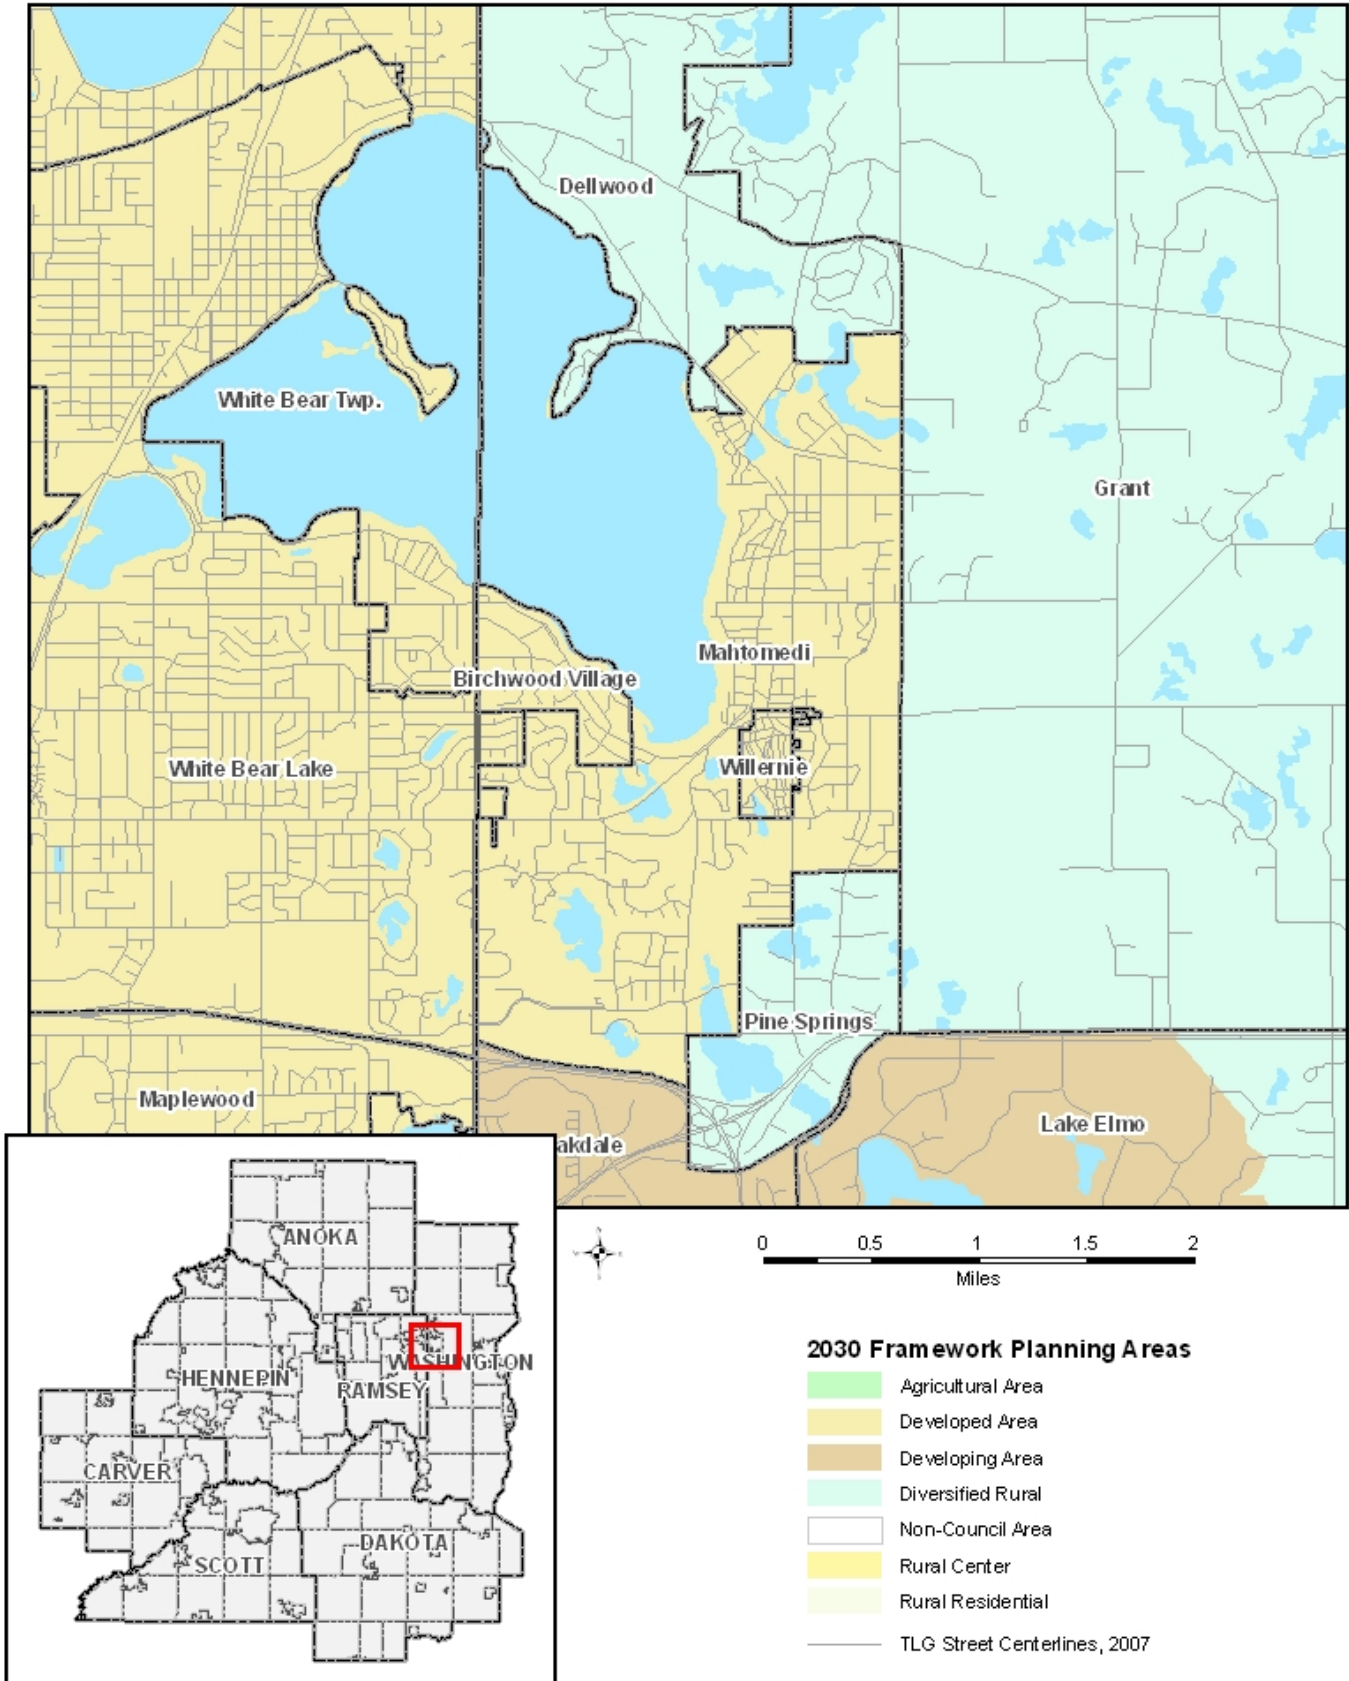 Dellwood
White Bear Twp.
Grant
Mahtomedi
Birchwood Village
White Bear Lake
Willernie
Pine Springs
Maplewood
Lake Elmo
akdale
ANOKA
WASHINGTON
HENNEPIN
RAMSEY
CARVER
DAKOTA
SCOTT
0 0.5 1 1.5 2
Miles
2030 Framework Planning Areas
Agricultural Area
Developed Area
Developing Area
Diversified Rural
Non-Council Area
Rural Center
Rural Residential
TLG Street Centerlines, 2007